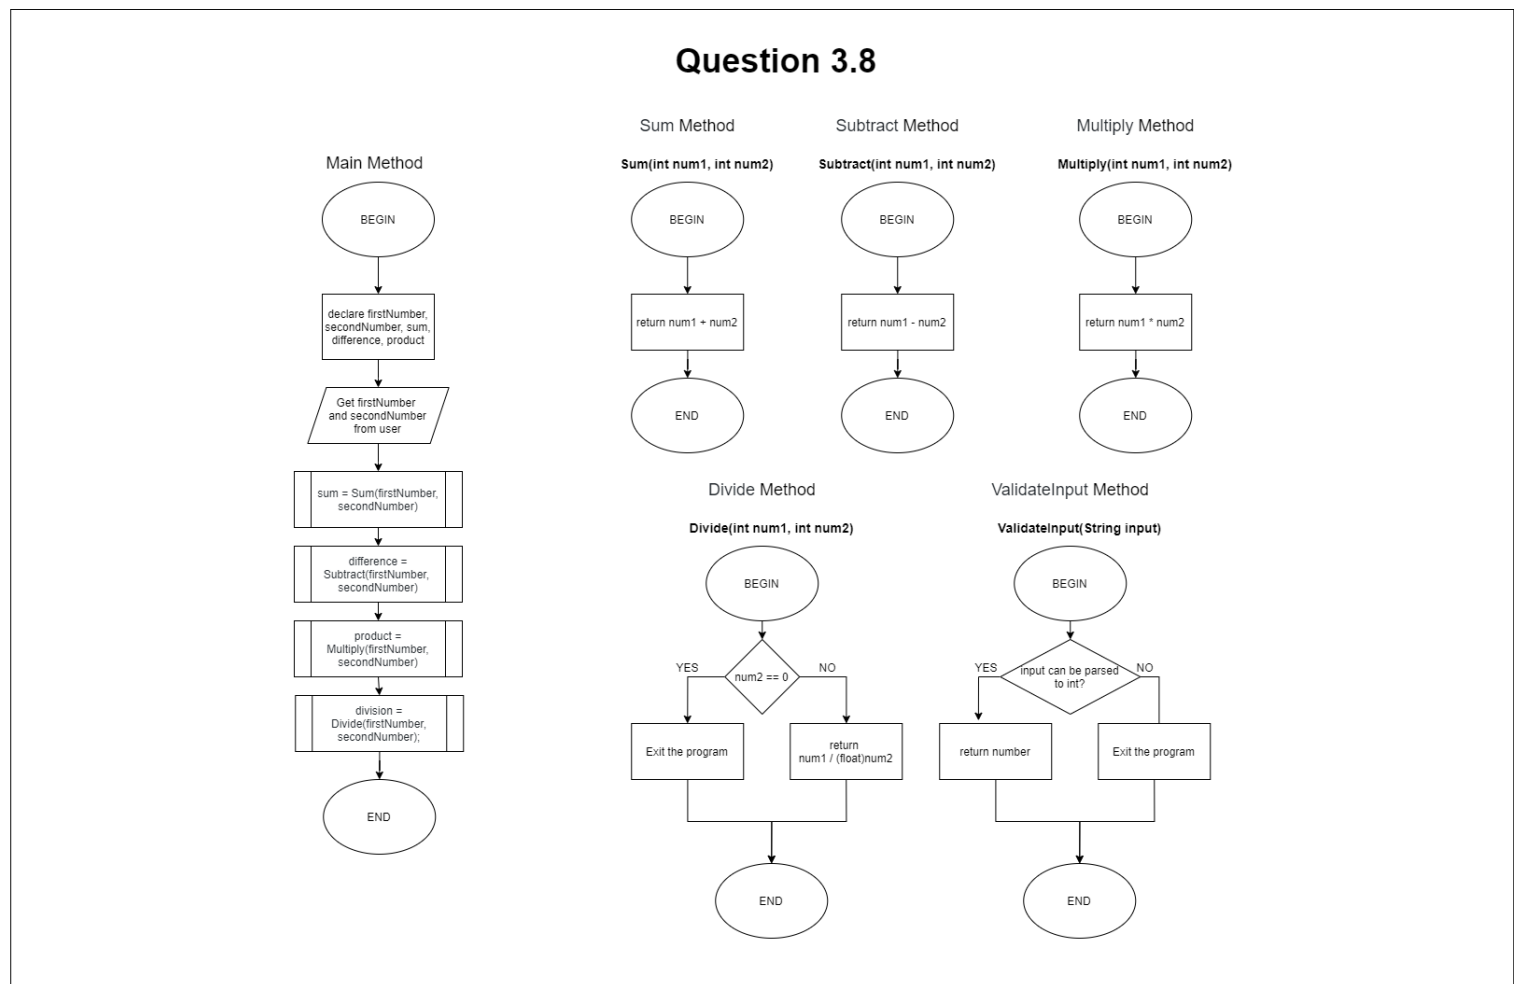 Question 3.8
Main Method
BEGIN
declare firstNumber,
secondNumber, sum,
difference, product
Get firstNumber
and secondNumber
from user
sum = Sum(firstNumber,
secondNumber)
difference =
Subtract(firstNumber,
secondNumber)
product =
Multiply(firstNumber,
secondNumber)
division =
Divide(firstNumber,
secondNumber);
END
Sum Method
Sum(int num1, int num2)
BEGIN
return num1 + num2
END
Subtract Method
Subtract(int num1, int num2)
BEGIN
return num1 - num2
END
Multiply Method
Multiply(int num1, int num2)
BEGIN
return num1 * num2
END
Divide Method
Divide(int num1, int num2)
BEGIN
num2 == 0
YES
NO
Exit the program
return
num1 / (float)num2
END
ValidateInput Method
ValidateInput(String input)
BEGIN
input can be parsed
to int?
YES
NO
return number
Exit the program
END